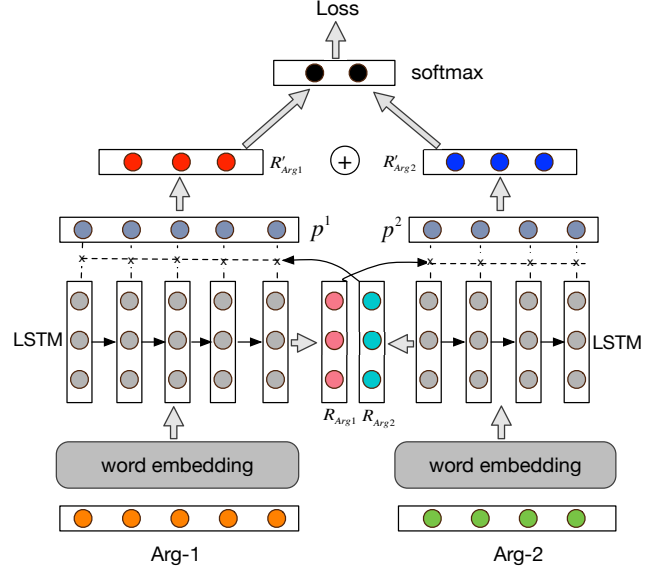 Loss
softmax
R'Arg1
+
R'Arg2
p1
p2
x x x x x
x x x x
LSTM
LSTM
RArg1
RArg2
word embedding
word embedding
Arg-1
Arg-2